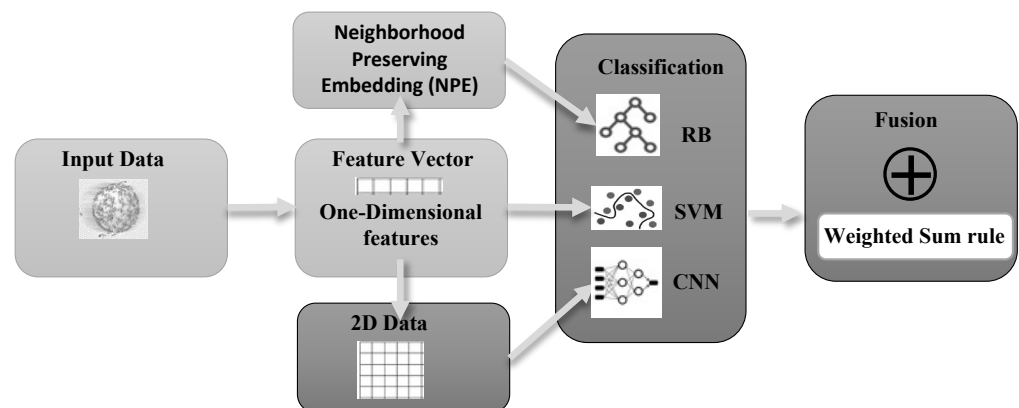 Input Data
Neighborhood
Preserving
Embedding (NPE)
Feature Vector
One-Dimensional
features
2D Data
Classification
RB
SVM
CNN
Fusion
Weighted Sum rule